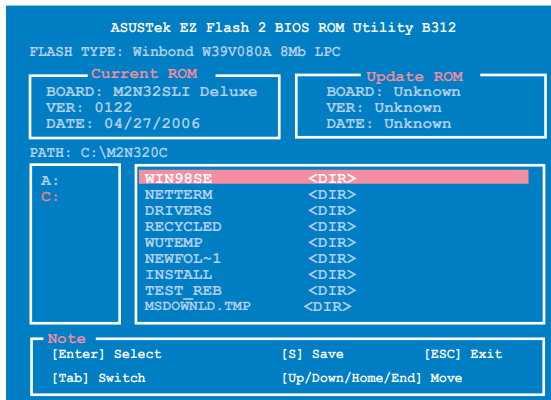 ASUSTek EZ Flash 2 BIOS ROM Utility B312
FLASH TYPE: Winbond W39V080A 8Mb LPC
Current ROM
BOARD: M2N32SLI Deluxe
VER: 0122
DATE: 04/27/2006
Update ROM
BOARD: Unknown
VER: Unknown
DATE: Unknown
PATH: C:\M2N320C
A:
C:
WIN98SE <DIR>
NETTERM <DIR>
DRIVERS <DIR>
RECYCLED <DIR>
WUTEMP <DIR>
NEWFOL~1 <DIR>
INSTALL <DIR>
TEST_REB <DIR>
MSDOWNLD.TMP <DIR>
Note
[Enter] Select [S] Save [ESC] Exit
[Tab] Switch [Up/Down/Home/End] Move